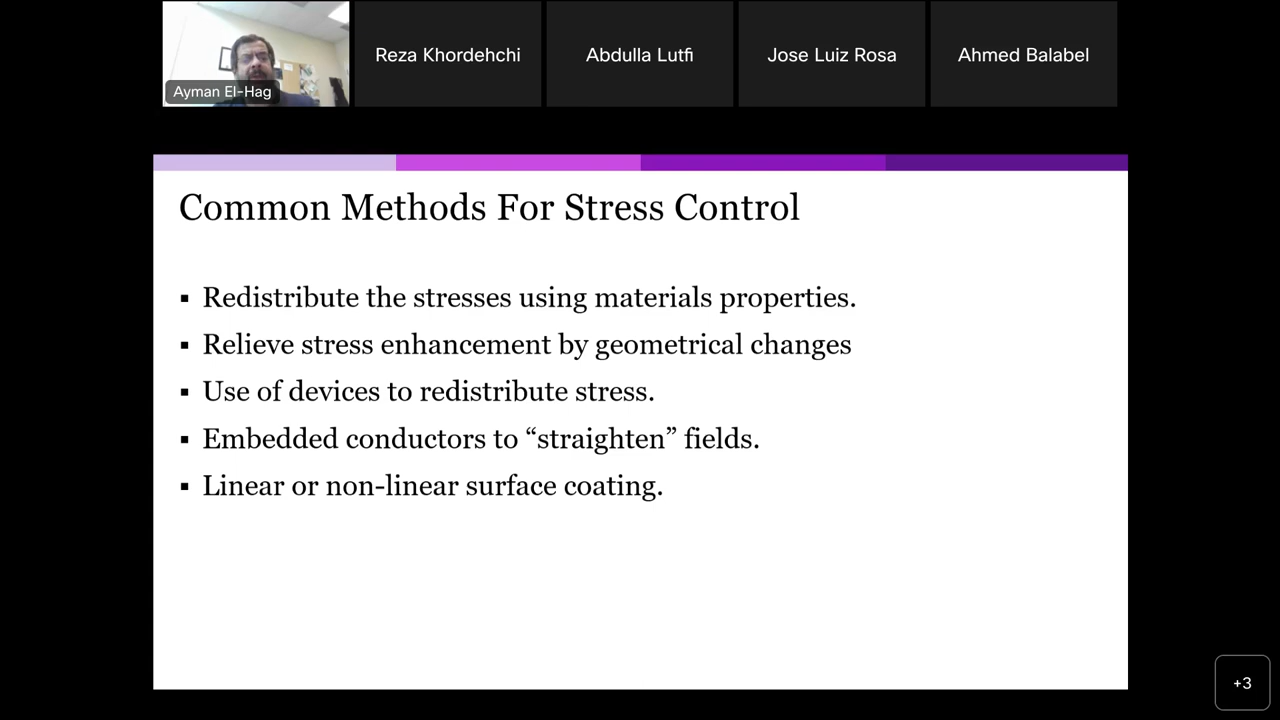 Ayman El-Hag
Reza Khordehchi
Abdulla Lutfi
Jose Luiz Rosa
Ahmed Balabel
Common Methods For Stress Control
▪ Redistribute the stresses using materials properties.
▪ Relieve stress enhancement by geometrical changes
▪ Use of devices to redistribute stress.
▪ Embedded conductors to “straighten” fields.
▪ Linear or non-linear surface coating.
+3